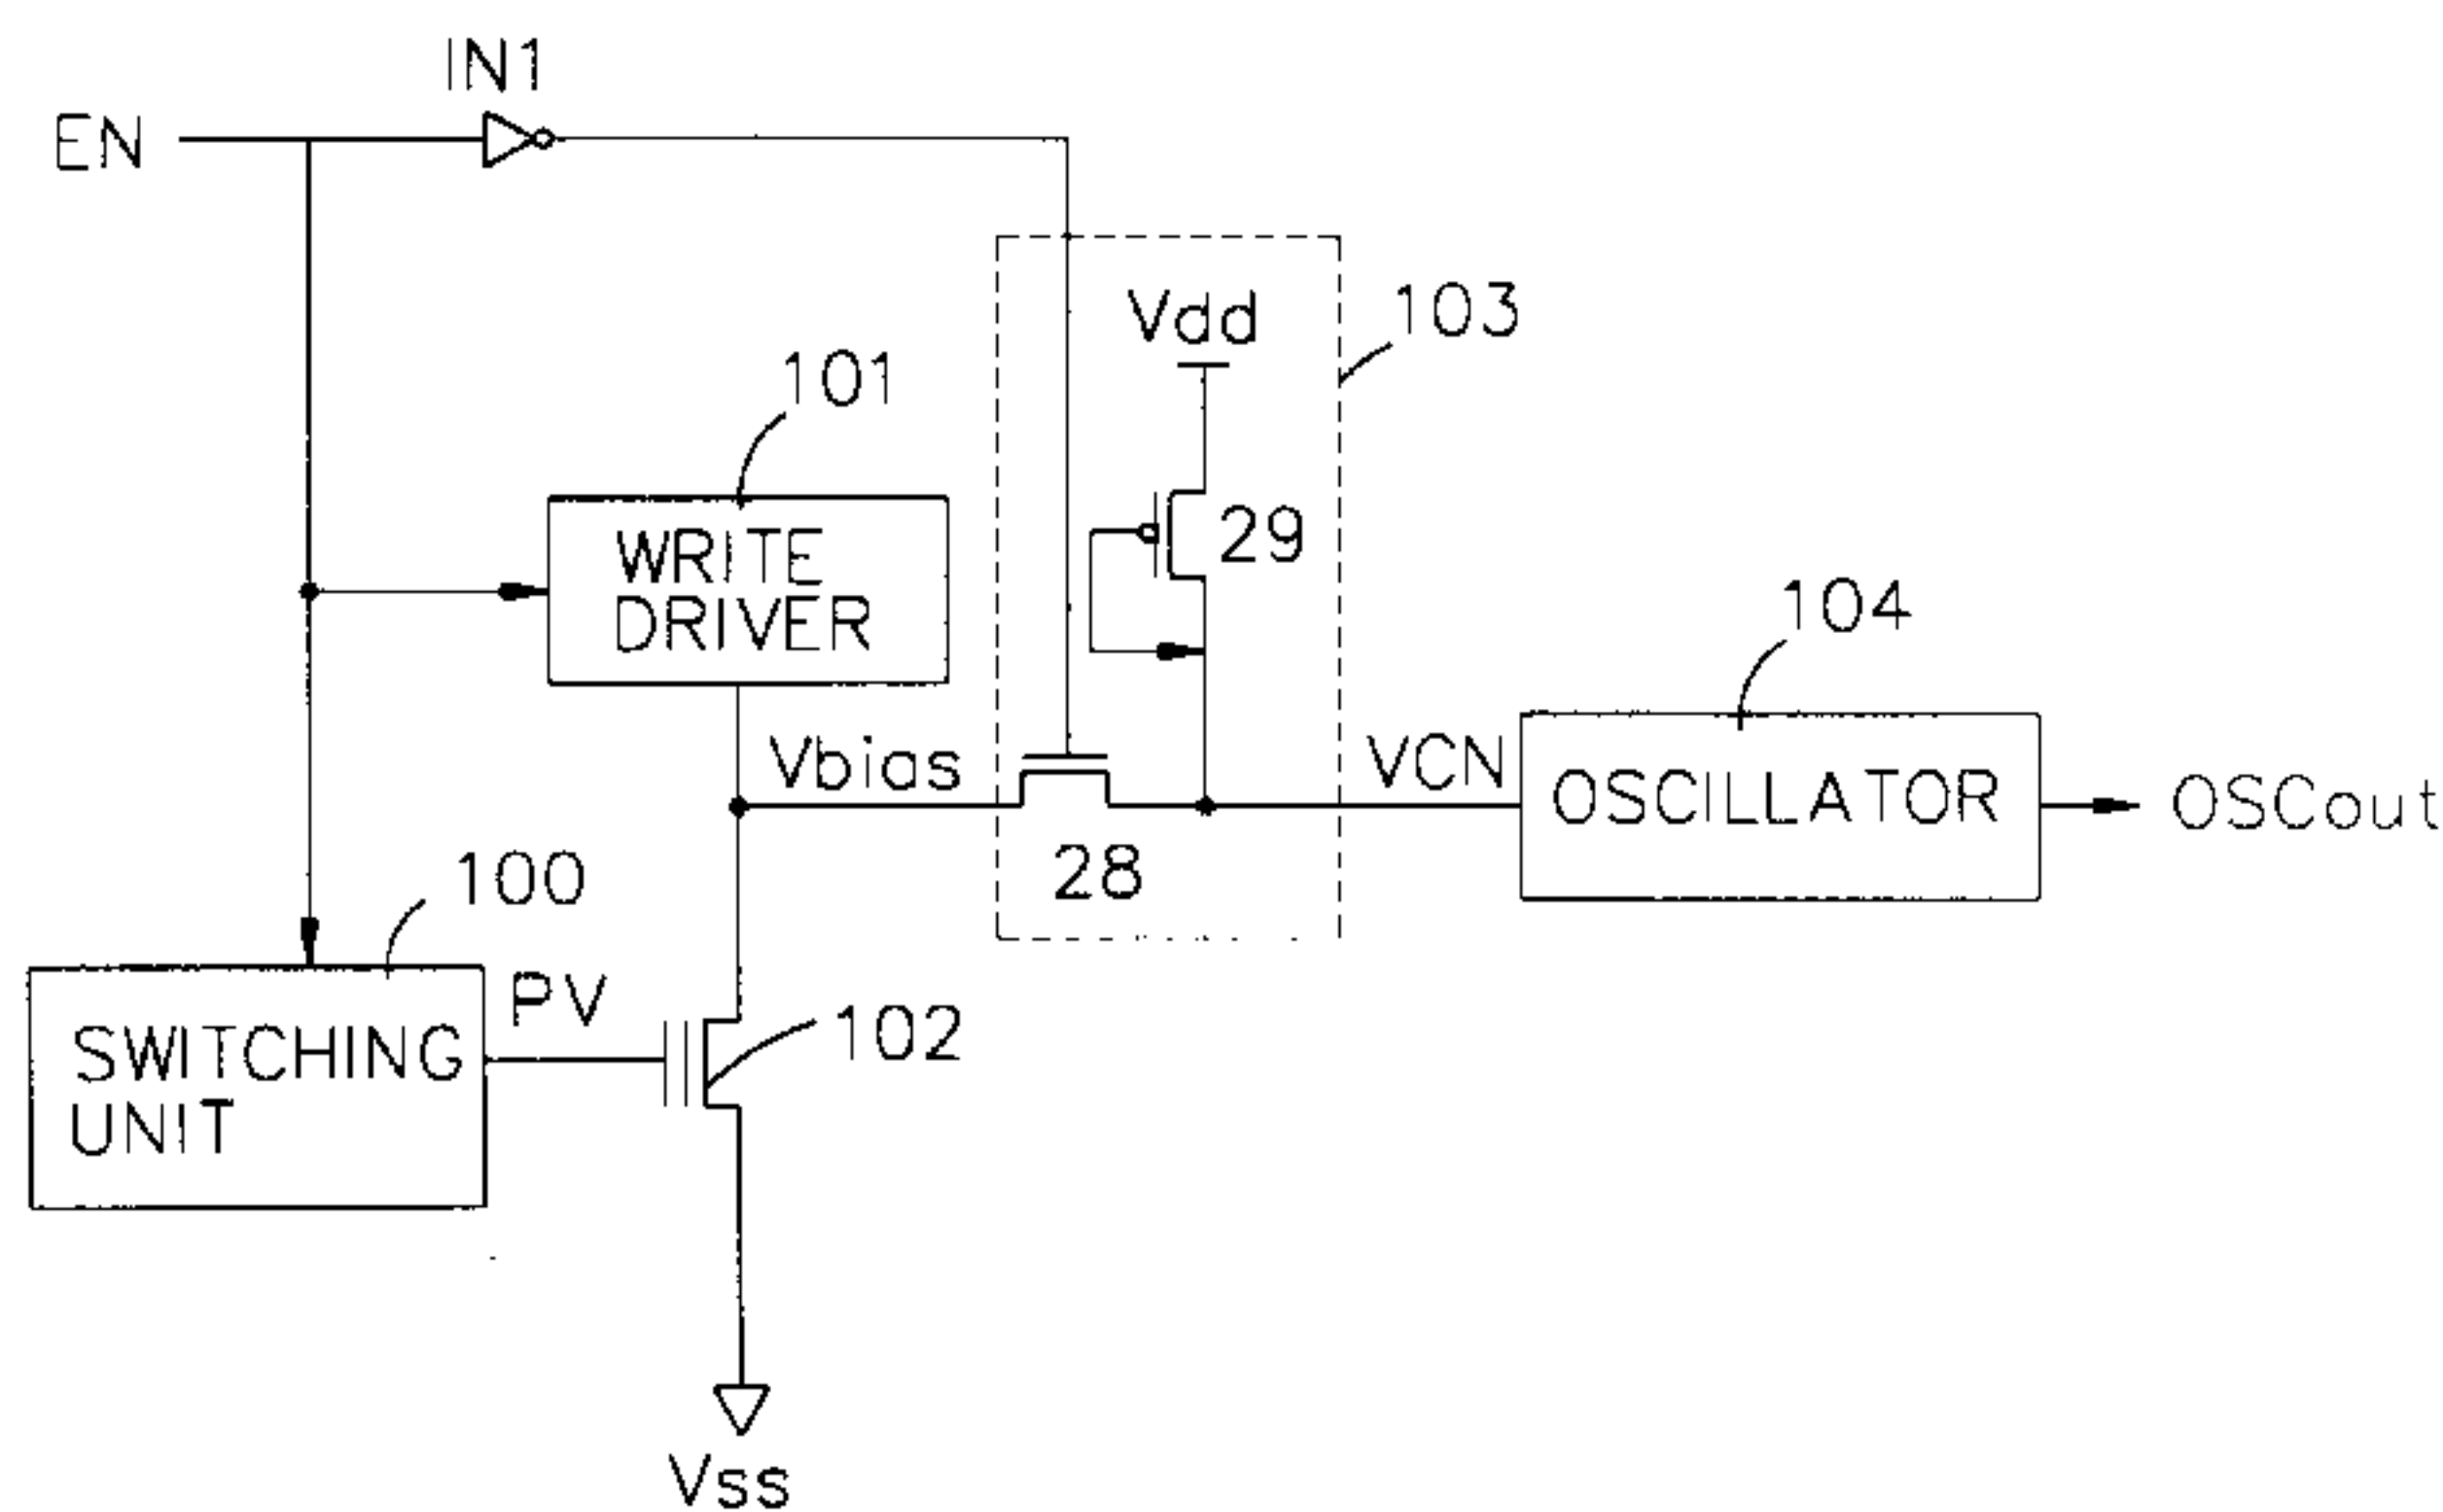 IN1
EN
Vdd
103
101
29
WRITE
DRIVER
104
Vbias
VCN
OSCILLATOR
OSCout
28
100
PV
102
SWITCHING
UNIT
Vss